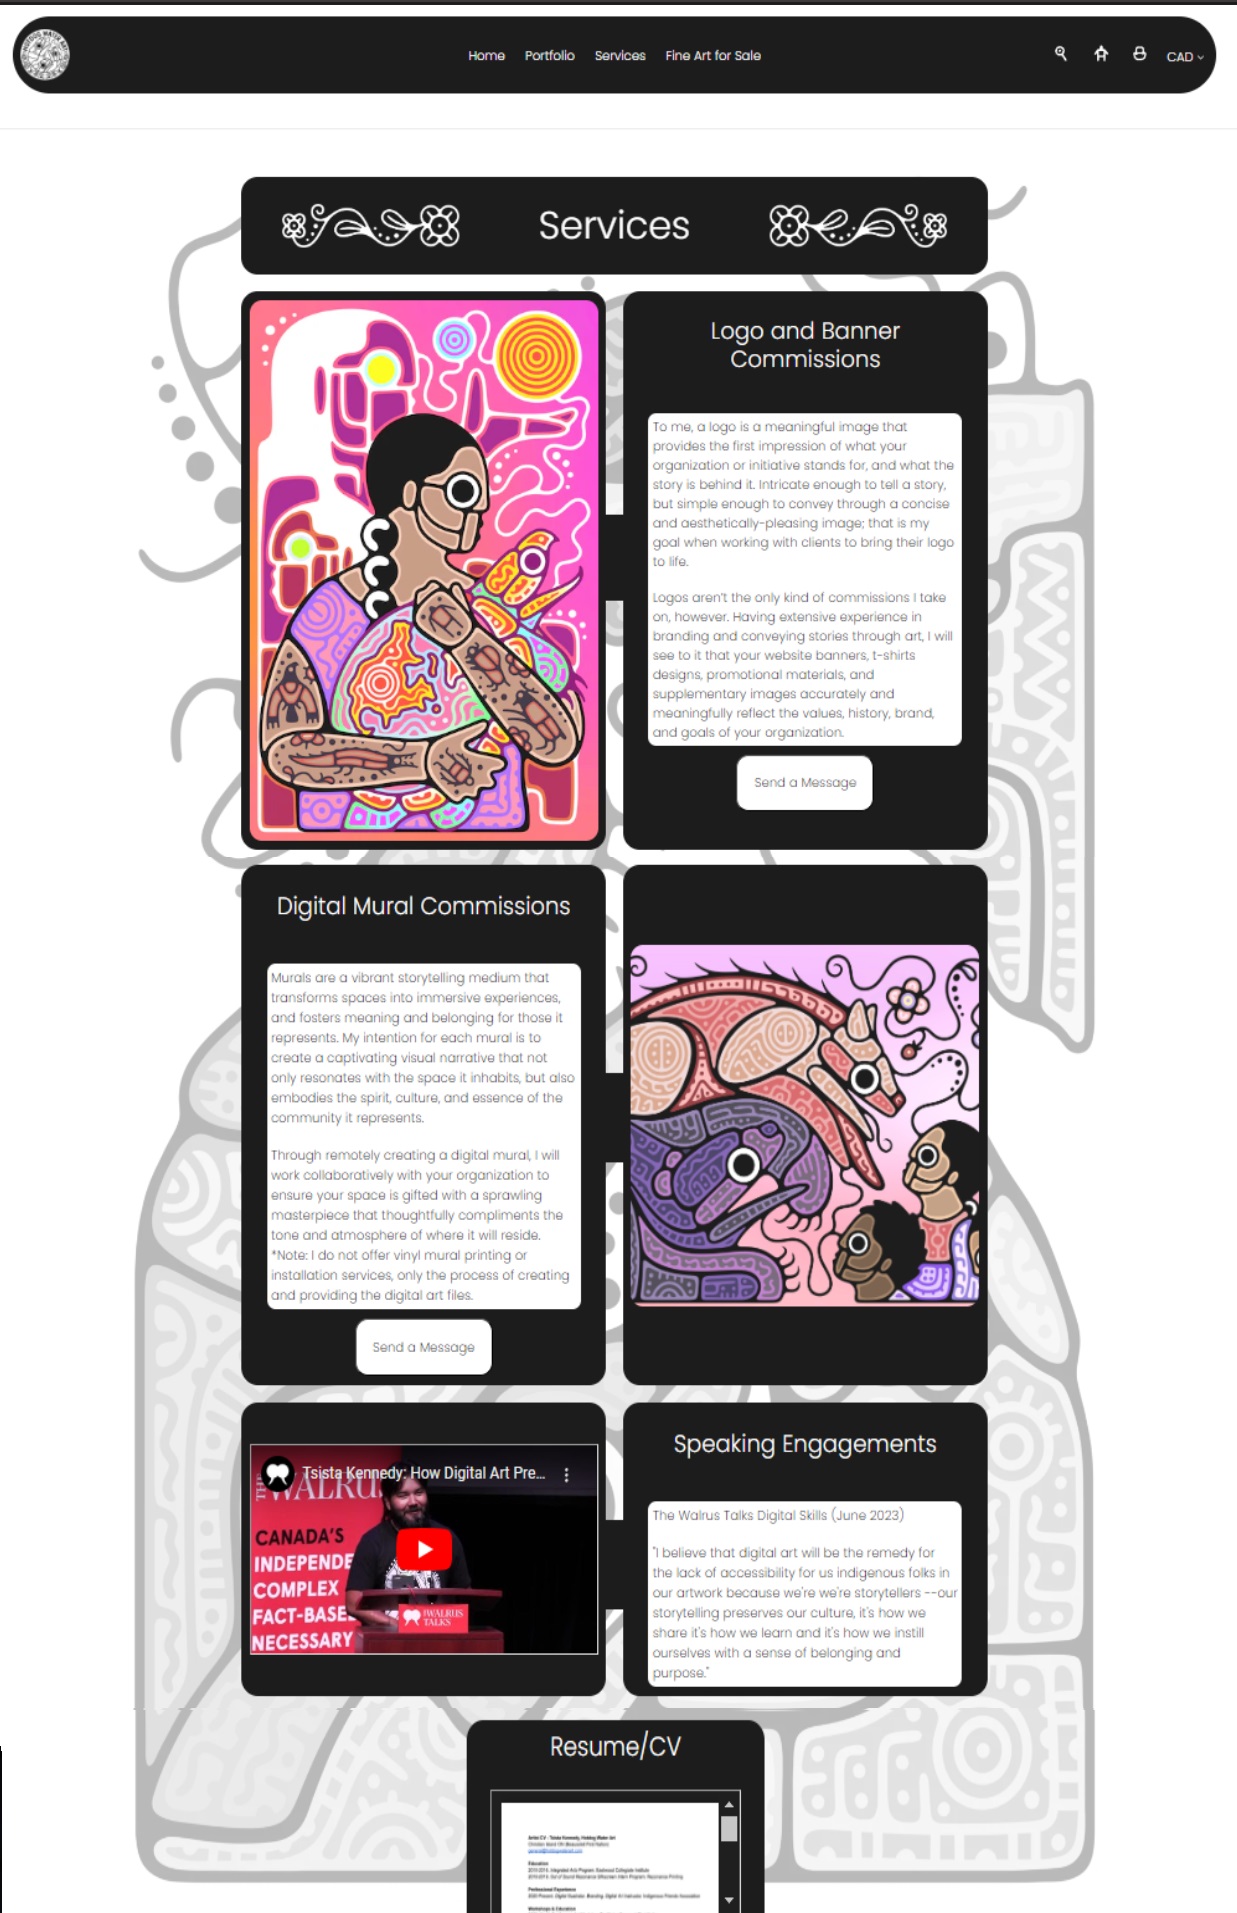 Home Portfolio Services Fine Art for Sale CAD
Services
Logo and Banner
Commissions
To me, a logo is a meaningful image that
provides the first impression of what your
organization or initiative stands for, and what the
story is behind it. Intricate enough to tell a story,
but simple enough to convey through a concise
and aesthetically-pleasing image; that is my
goal when working with clients to bring their logo
to life.
Logos aren't the only kind of commissions I take
on, however. Having extensive experience in
branding and conveying stories through art, I will
see to it that your website banners, t-shirts
designs, promotional materials, and
supplementary images accurately and
meaningfully reflect the values, history, brand,
and goals of your organization.
Send a Message
Digital Mural Commissions
Murals are a vibrant storytelling medium that
transforms spaces into immersive experiences,
and fosters meaning and belonging for those it
represents. My intention for each mural is to
create a captivating visual narrative that not
only resonates with the space it inhabits, but also
embodies the spirit, culture, and essence of the
community it represents.
Through remotely creating a digital mural, I will
work collaboratively with your organization to
ensure your space is gifted with a sprawling
masterpiece that thoughtfully compliments the
tone and atmosphere of where it will reside.
*Note: I do not offer vinyl mural printing or
installation services, only the process of creating
and providing the digital art files.
Send a Message
Tsista Kennedy: How Digital Art Pre...
THE WALRUS
CANADA'S
INDEPENDE
COMPLEX
FACT-BASE
NECESSARY
THE WALRUS
TALKS
Speaking Engagements
The Walrus Talks Digital Skills (June 2023)
"I believe that digital art will be the remedy for
the lack of accessibility for us indigenous folks in
our artwork because we're we're storytellers --our
storytelling preserves our culture, it's how we
share it's how we learn and it's how we instill
ourselves with a sense of belonging and
purpose."
Resume/CV
Education
Professional Experience
Workshops & Education